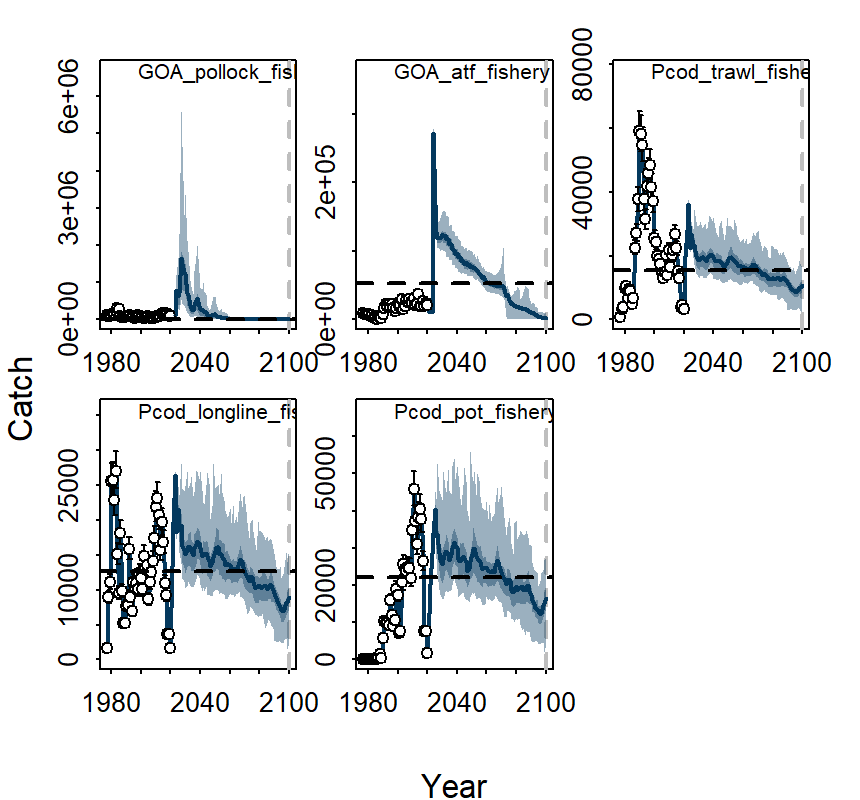 GOA_pollock_fis
GOA_atf_fishery
Pcod_trawl_fishe
0e+00 3e+06 6e+06
0e+00 2e+05
0 40000 80000
1980 2040 2100
1980 2040 2100
1980 2040 2100
Catch
Pcod_longline_fis
Pcod_pot_fishery
0 10000 25000
0 20000 50000
1980 2040 2100
1980 2040 2100
Year